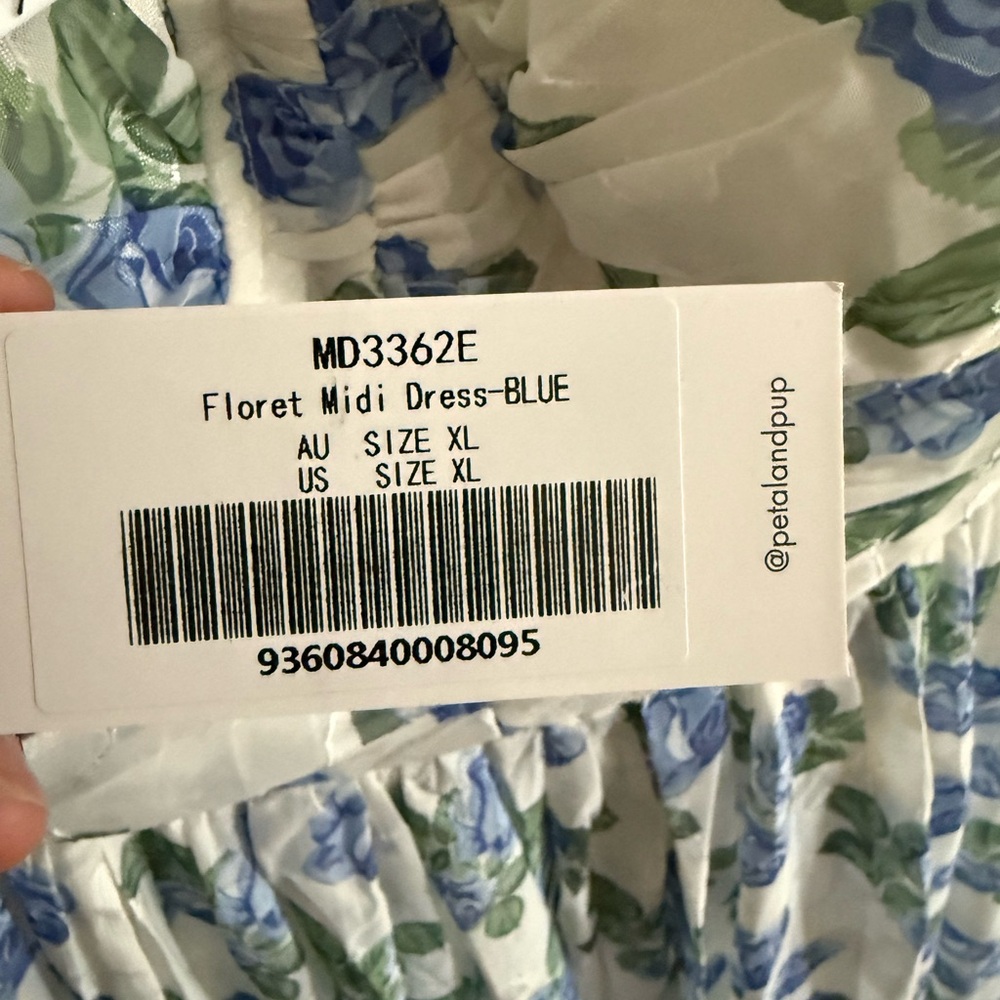 MD3362E
Floret Midi Dress-BLUE
AU SIZE XL
US SIZE XL
9360840008095
@petalandpup